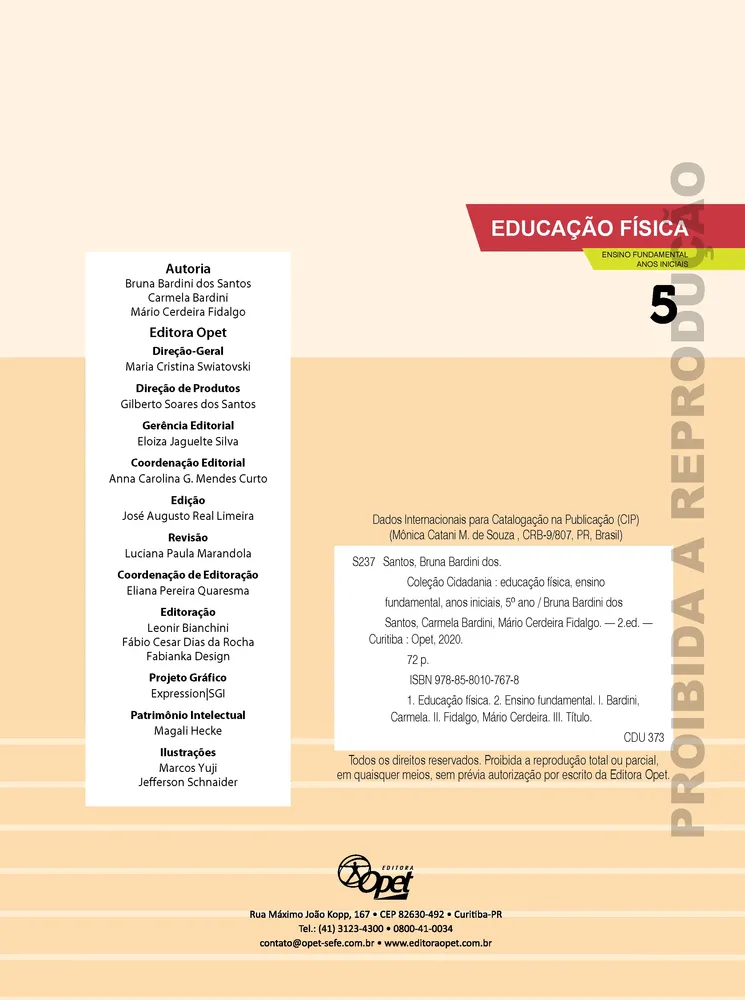 EDUCAÇÃO FÍSICA
ENSINO FUNDAMENTAL
ANOS INICIAIS
5
Autoria
Bruna Bardini dos Santos
Carmela Bardini
Mário Cerdeira Fidalgo
Editora Opet
Direção-Geral
Maria Cristina Swiatovski
Direção de Produtos
Gilberto Soares dos Santos
Gerência Editorial
Eloiza Jaguelte Silva
Coordenação Editorial
Anna Carolina G. Mendes Curto
Edição
José Augusto Real Limeira
Revisão
Luciana Paula Marandola
Coordenação de Editoração
Eliana Pereira Quaresma
Editoração
Leonir Bianchini
Fábio Cesar Dias da Rocha
Fabianka Design
Projeto Gráfico
Expression|SGI
Patrimônio Intelectual
Magali Hecke
Ilustrações
Marcos Yuji
Jefferson Schnaider
Dados Internacionais para Catalogação na Publicação (CIP)
(Mônica Catani M. de Souza , CRB-9/807, PR, Brasil)
S237 Santos, Bruna Bardini dos.
Coleção Cidadania : educação física, ensino
fundamental, anos iniciais, 5º ano / Bruna Bardini dos
Santos, Carmela Bardini, Mário Cerdeira Fidalgo. — 2.ed. —
Curitiba : Opet, 2020.
72 p.
ISBN 978-85-8010-767-8
1. Educação física. 2. Ensino fundamental. I. Bardini,
Carmela. II. Fidalgo, Mário Cerdeira. III. Título.
CDU 373
Todos os direitos reservados. Proibida a reprodução total ou parcial,
em quaisquer meios, sem prévia autorização por escrito da Editora Opet.
PROIBIDA A REPRODUÇÃO
EDITORA
Opet
Rua Máximo João Kopp, 167 • CEP 82630-492 • Curitiba-PR
Tel.: (41) 3123-4300 • 0800-41-0034
contato@opet-sefe.com.br • www.editoraopet.com.br